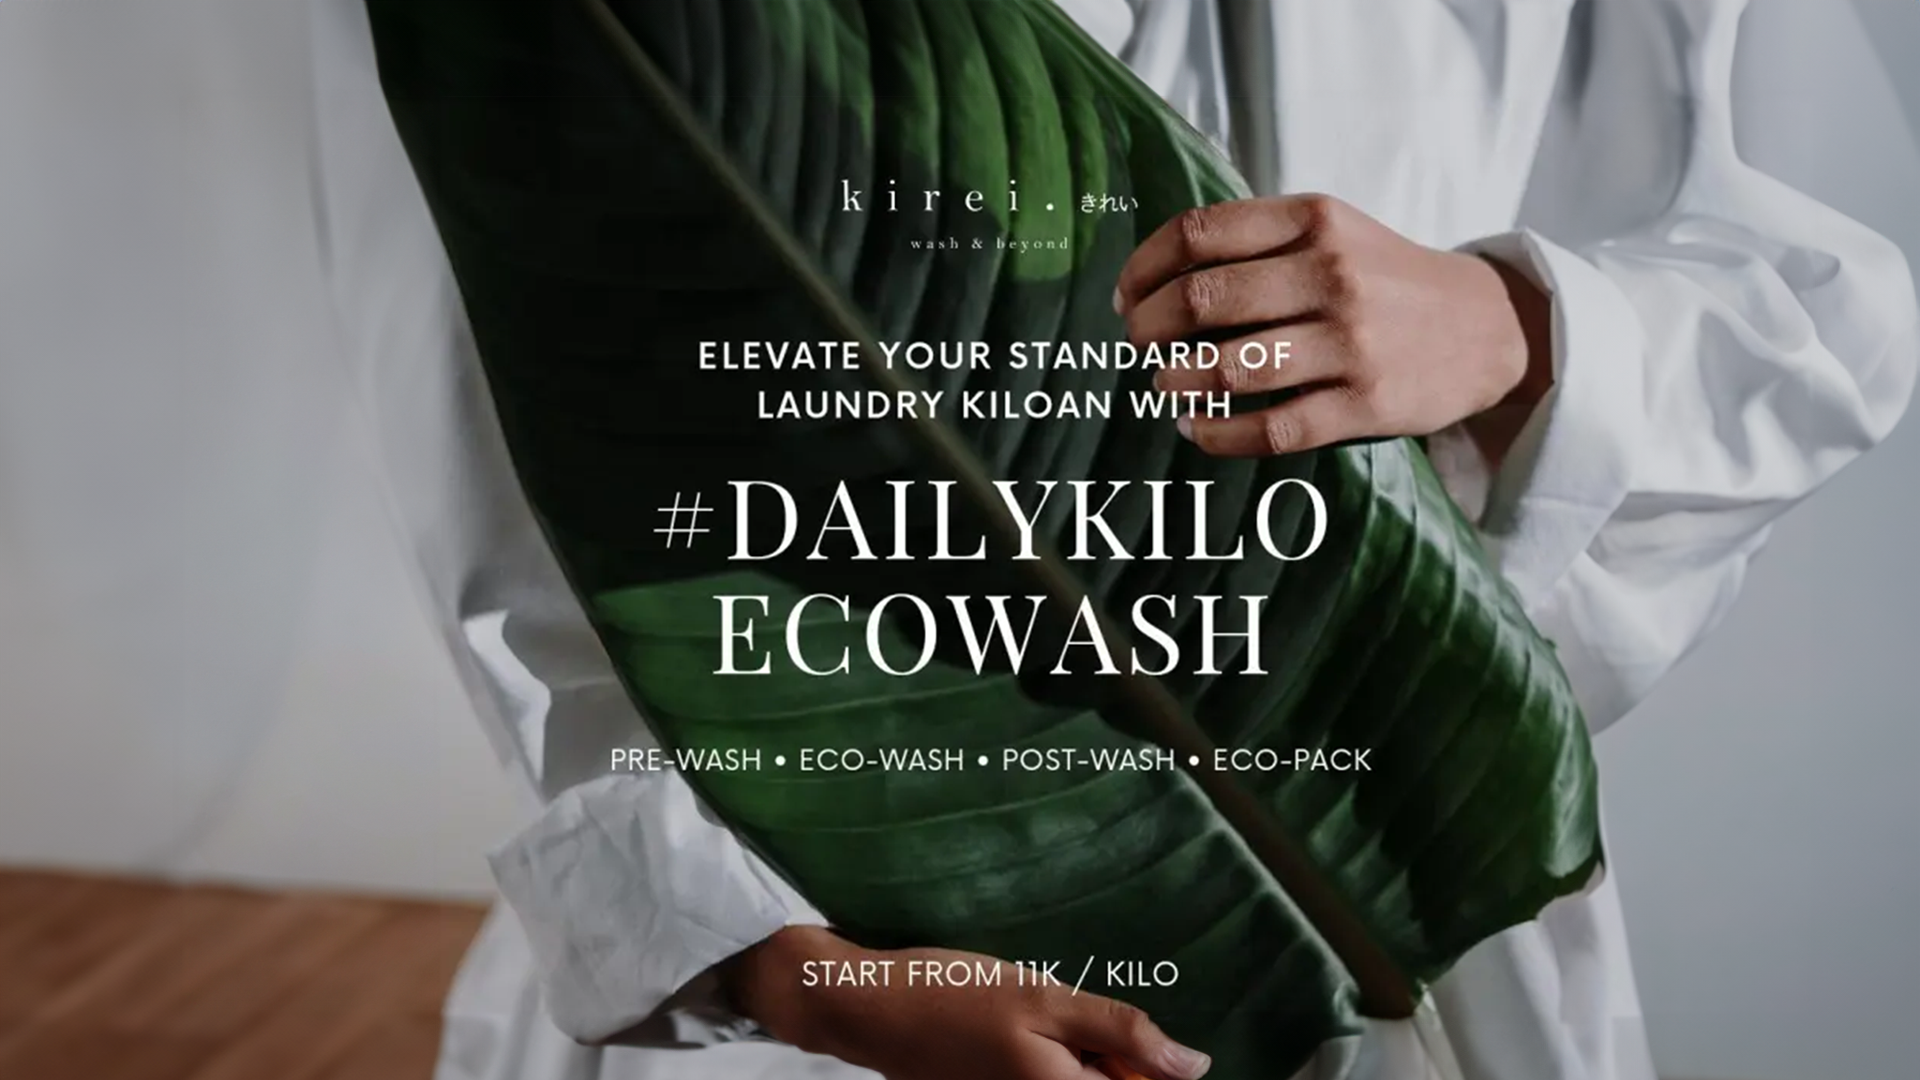 kirei. きれい
wash & beyond
ELEVATE YOUR STANDARD OF
LAUNDRY KILOAN WITH
#DAILYKILO
ECOWASH
PRE-WASH • ECO-WASH • POST-WASH • ECO-PACK
START FROM 11K / KILO